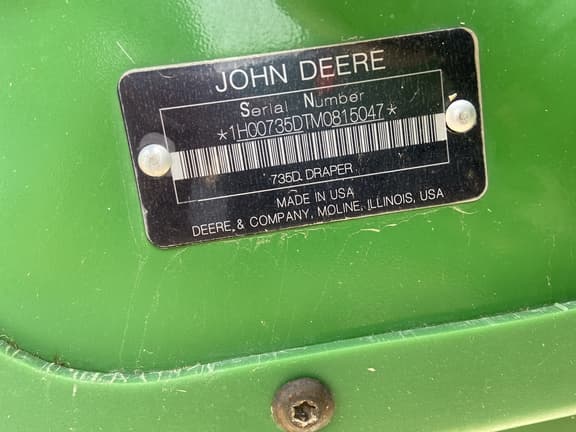 JOHN DEERE
Serial Number
*1H00735DTM0815047*
735D DRAPER
MADE IN USA
DEERE & COMPANY, MOLINE, ILLINOIS, USA